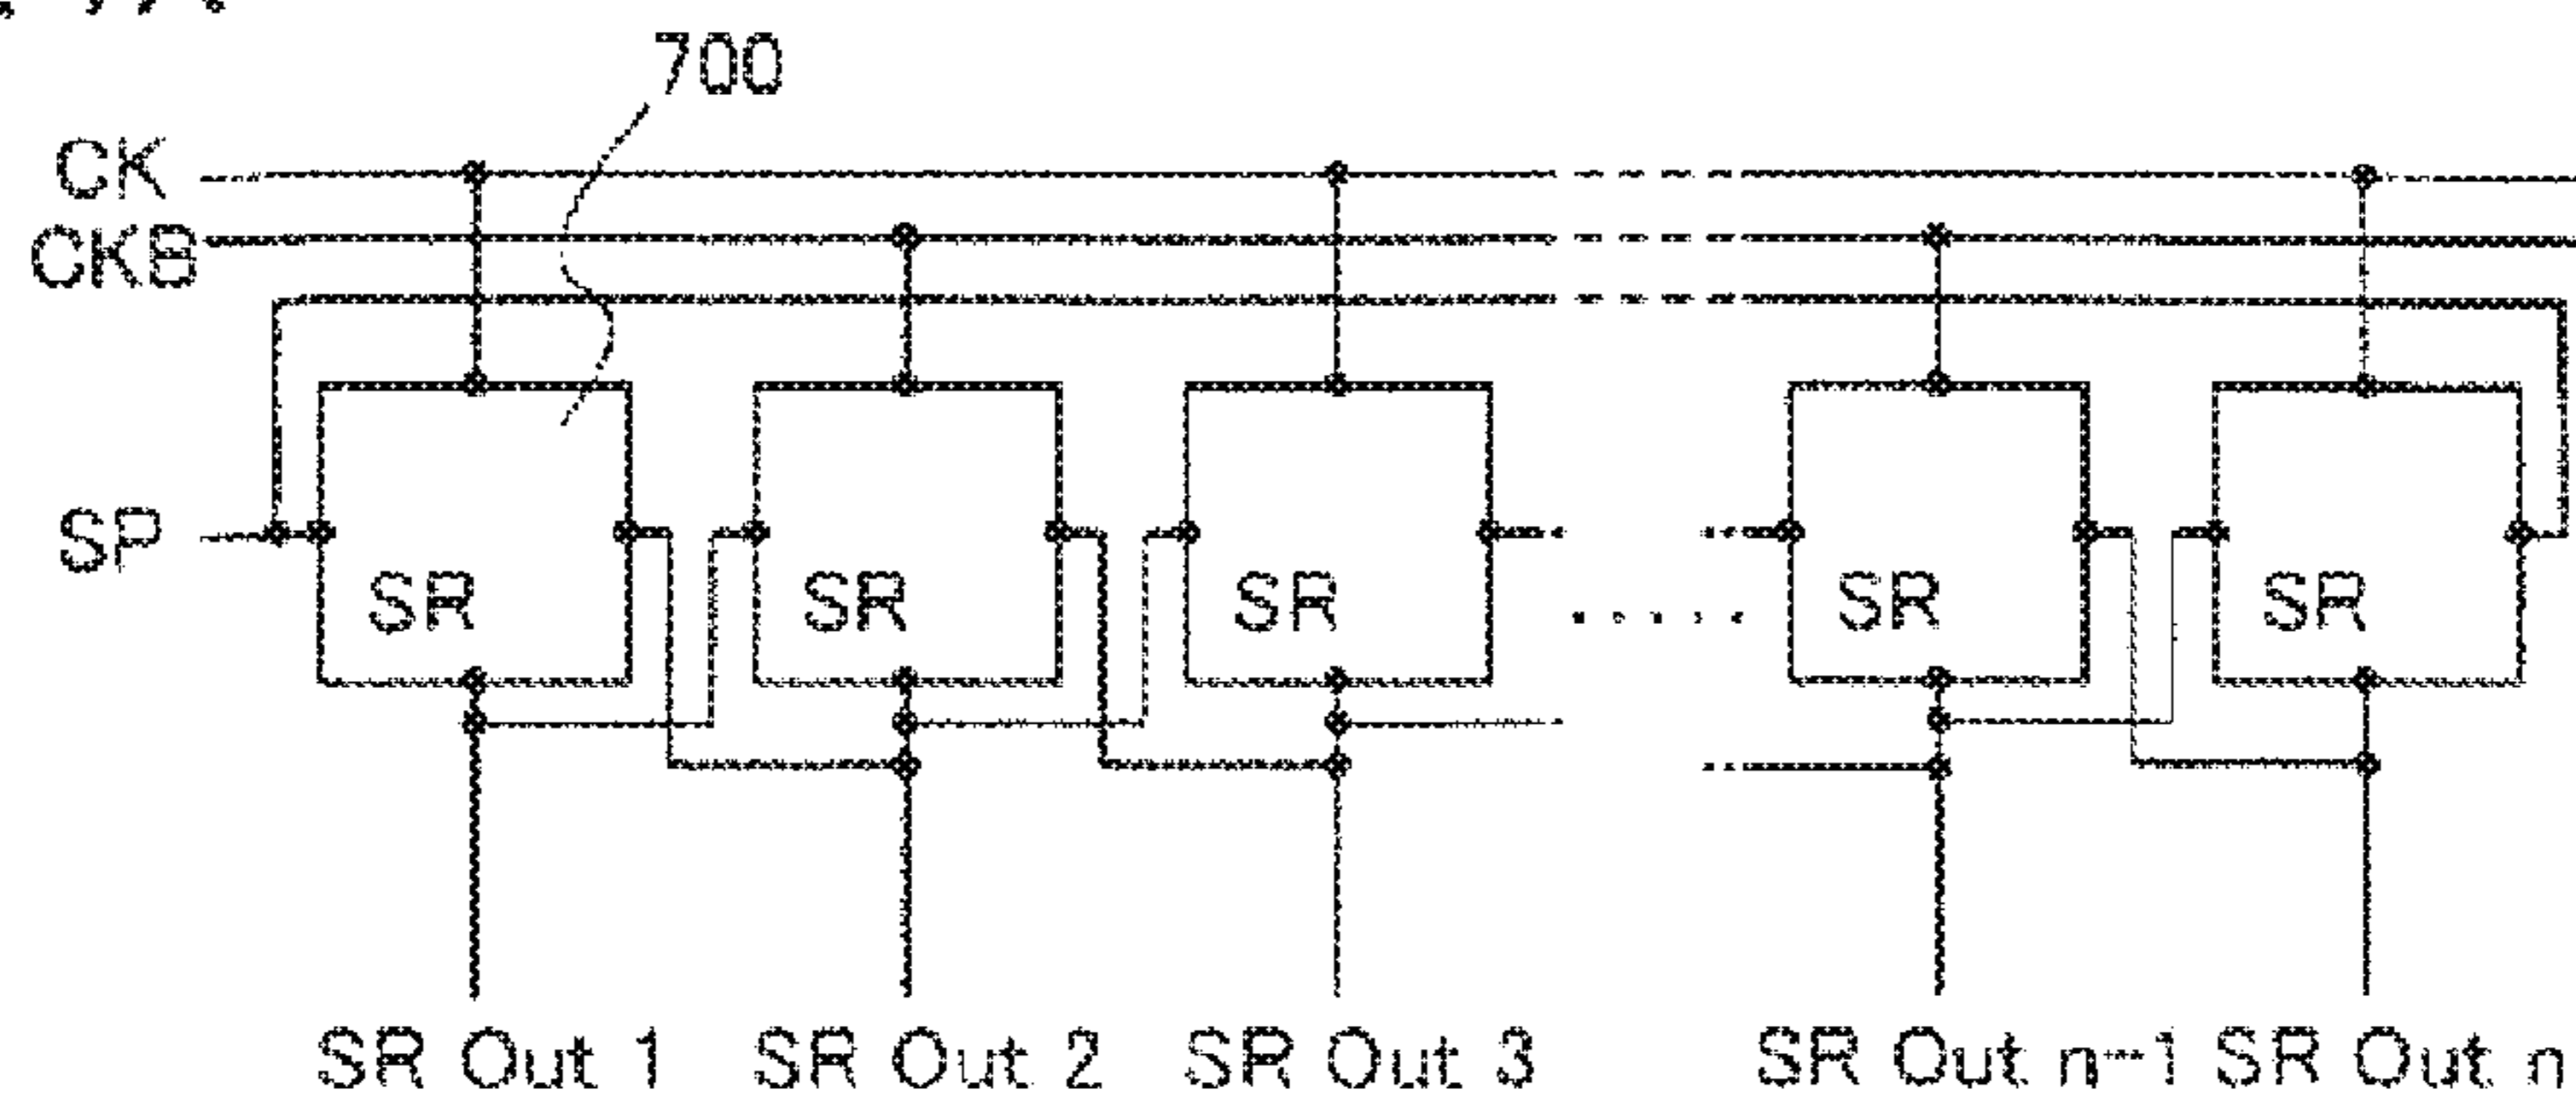 700
CK
CKB
SP
SR SR SR ..... SR SR
SR Out 1 SR Out 2 SR Out 3 SR Out n-1 SR Out n